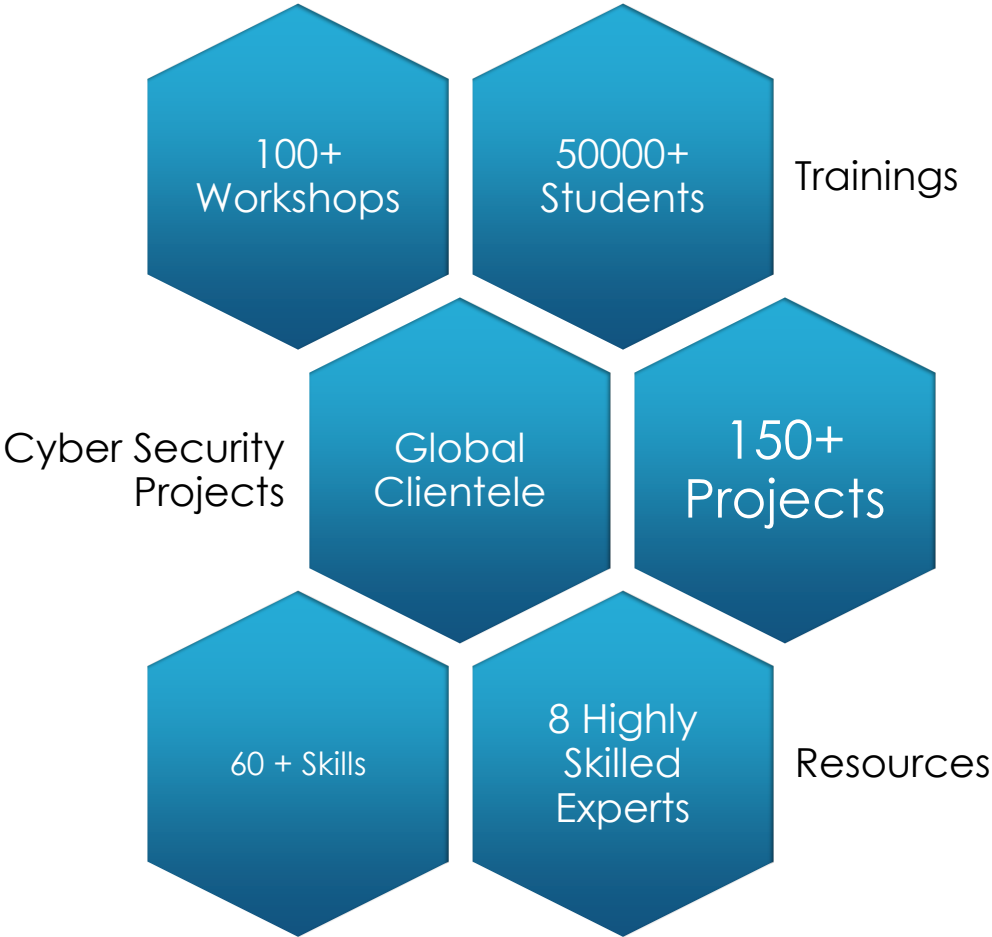 100+
Workshops
50000+
Students
Trainings
Cyber Security
Projects
Global
Clientele
150+
Projects
60 + Skills
8 Highly
Skilled
Experts
Resources